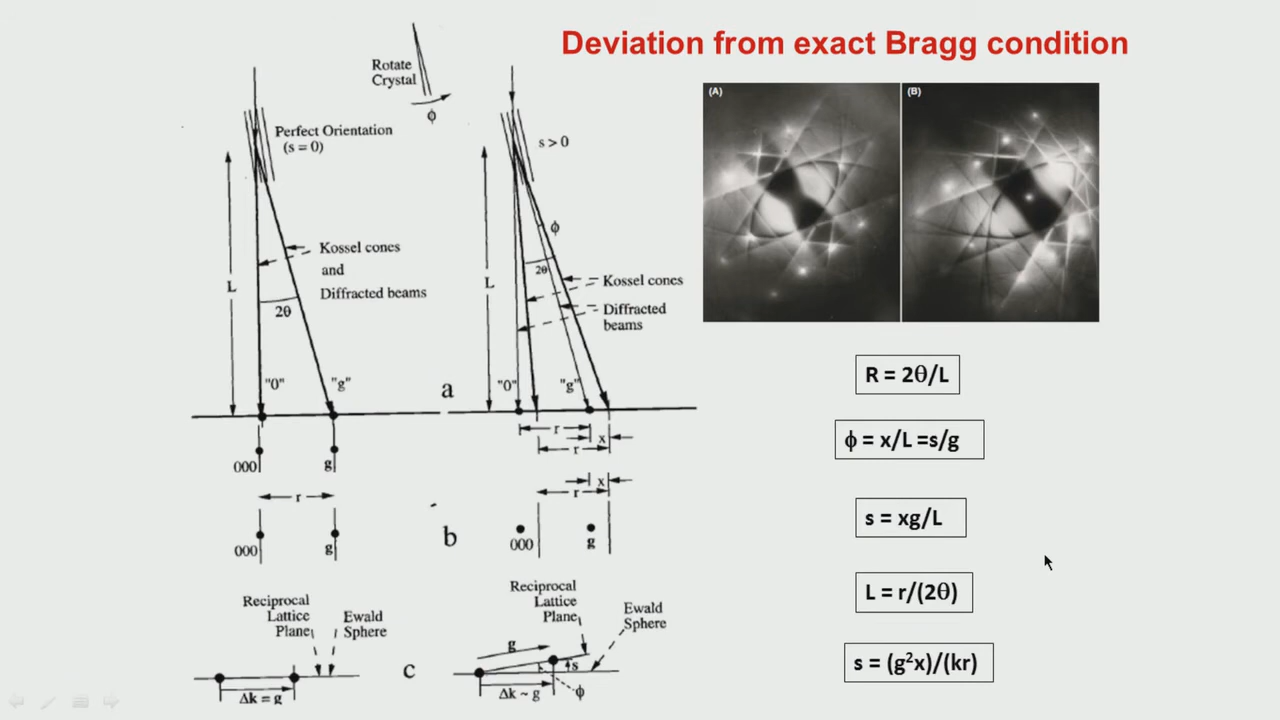 Deviation from exact Bragg condition
Rotate
Crystal
ϕ
Perfect Orientation
(s = 0)
s > 0
L
Kossel cones
and
Diffracted beams
2θ
"0"
"g"
a
000
g
r
000
g
b
Reciprocal
Lattice
Plane
Ewald
Sphere
Δk = g
c
L
ϕ
2θ
Kossel cones
Diffracted
beams
"0"
"g"
r
x
r
x
r
000
g
Reciprocal
Lattice
Plane
Ewald
Sphere
g
s
Δk ~ g
ϕ
(A)
(B)
R = 2θ/L
ϕ = x/L =s/g
s = xg/L
L = r/(2θ)
s = (g²x)/(kr)